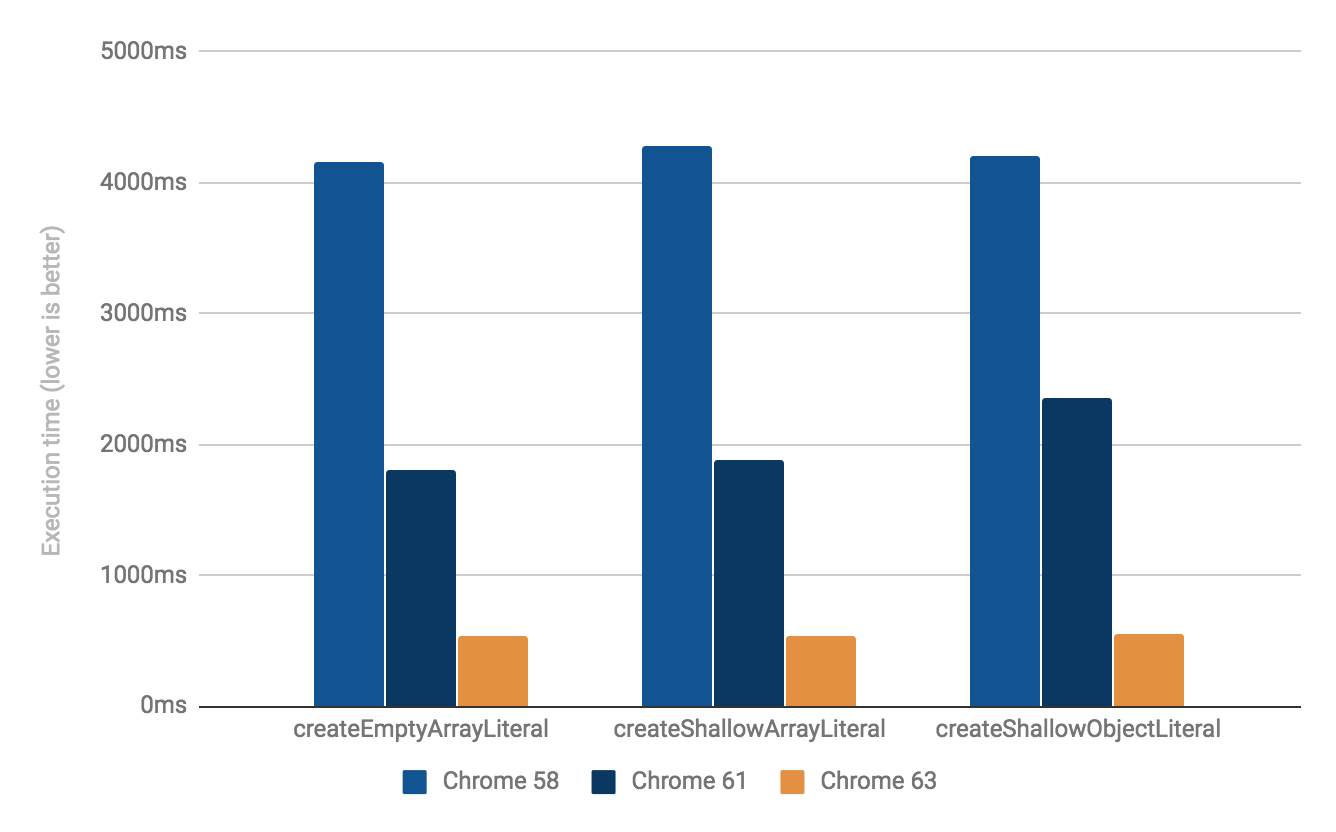 5000ms
4000ms
3000ms
2000ms
1000ms
0ms
Execution time (lower is better)
createEmptyArrayLiteral
createShallowArrayLiteral
createShallowObjectLiteral
Chrome 58
Chrome 61
Chrome 63